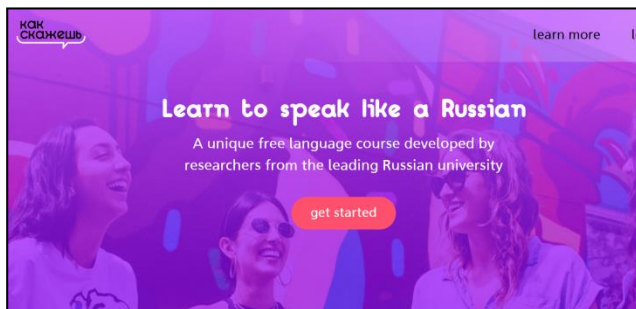 как
скажешь
learn more
Learn to speak like a Russian
A unique free language course developed by
researchers from the leading Russian university
get started